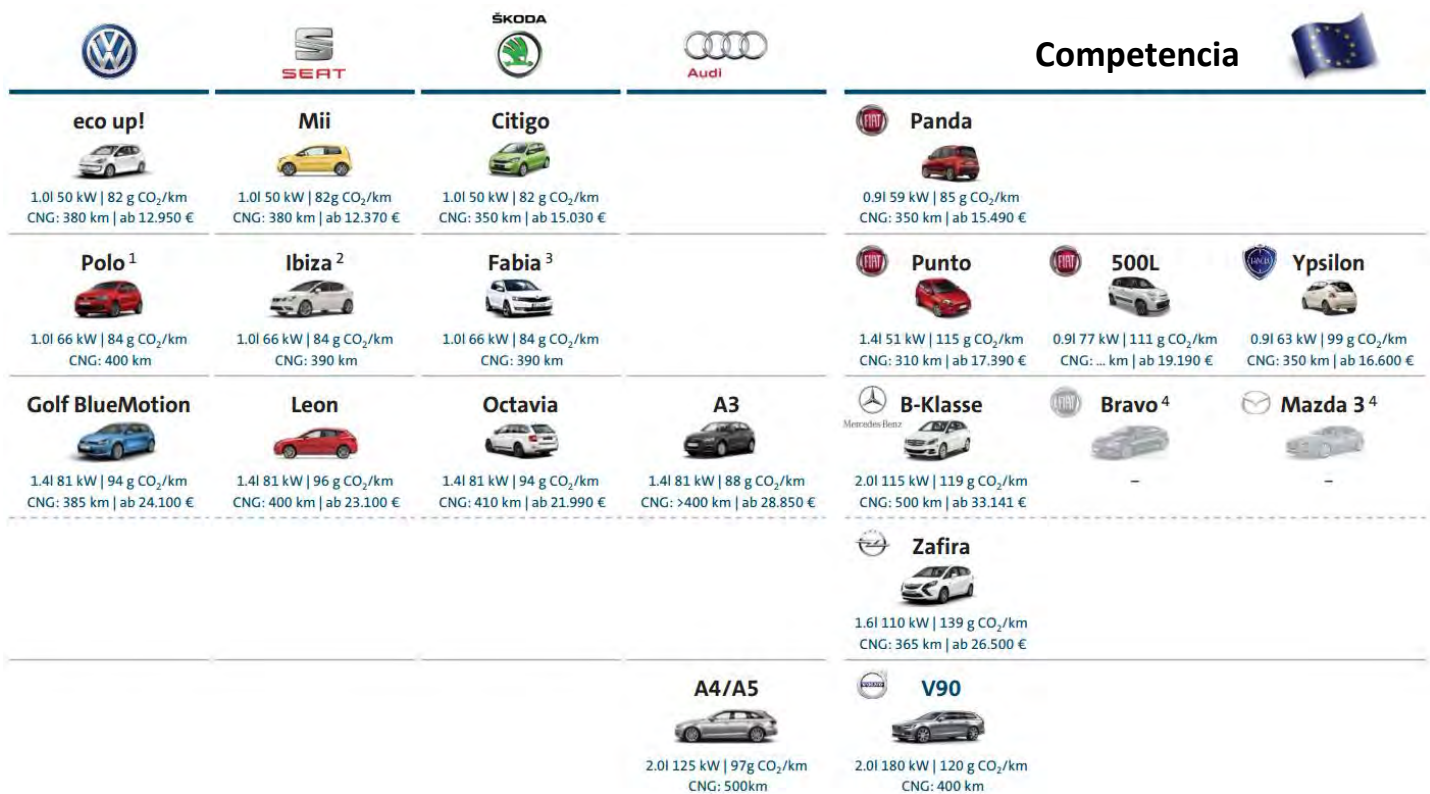 SEAT
ŠKODA
Audi
Competencia
eco up!
1.0l 50 kW | 82 g CO₂/km
CNG: 380 km | ab 12.950 €
Mii
1.0l 50 kW | 82g CO₂/km
CNG: 380 km | ab 12.370 €
Citigo
1.0l 50 kW | 82 g CO₂/km
CNG: 350 km | ab 15.030 €
FIAT
Panda
0.9l 59 kW | 85 g CO₂/km
CNG: 350 km | ab 15.490 €
Polo ¹
1.0l 66 kW | 84 g CO₂/km
CNG: 400 km
Ibiza ²
1.0l 66 kW | 84 g CO₂/km
CNG: 390 km
Fabia ³
1.0l 66 kW | 84 g CO₂/km
CNG: 390 km
FIAT
Punto
1.4l 51 kW | 115 g CO₂/km
CNG: 310 km | ab 17.390 €
FIAT
500L
0.9l 77 kW | 111 g CO₂/km
CNG: ... km | ab 19.190 €
LANCIA
Ypsilon
0.9l 63 kW | 99 g CO₂/km
CNG: 350 km | ab 16.600 €
Golf BlueMotion
1.4l 81 kW | 94 g CO₂/km
CNG: 385 km | ab 24.100 €
Leon
1.4l 81 kW | 96 g CO₂/km
CNG: 400 km | ab 23.100 €
Octavia
1.4l 81 kW | 94 g CO₂/km
CNG: 410 km | ab 21.990 €
A3
1.4l 81 kW | 88 g CO₂/km
CNG: >400 km | ab 28.850 €
Mercedes Benz
B-Klasse
2.0l 115 kW | 119 g CO₂/km
CNG: 500 km | ab 33.141 €
FIAT
Bravo ⁴
–
Mazda 3 ⁴
–
Zafira
1.6l 110 kW | 139 g CO₂/km
CNG: 365 km | ab 26.500 €
A4/A5
2.0l 125 kW | 97g CO₂/km
CNG: 500km
VOLVO
V90
2.0l 180 kW | 120 g CO₂/km
CNG: 400 km